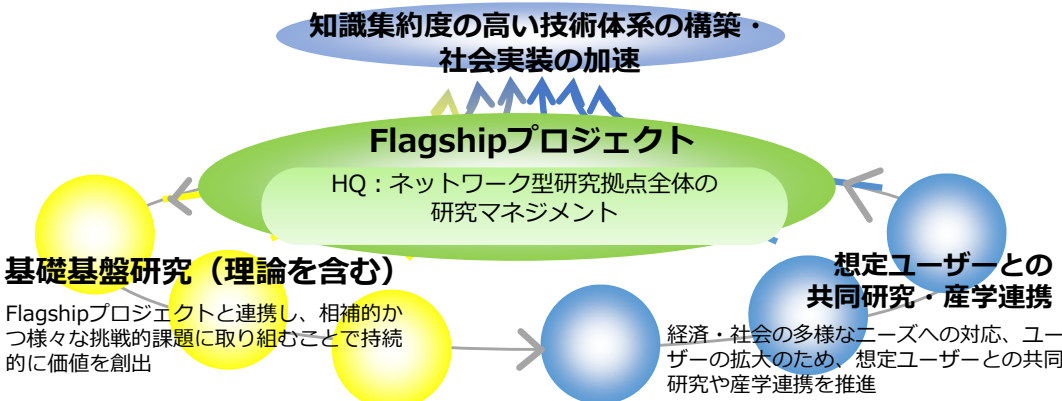 知識集約度の高い技術体系の構築・
社会実装の加速
Flagshipプロジェクト
HQ：ネットワーク型研究拠点全体の
研究マネジメント
基礎基盤研究（理論を含む）
Flagshipプロジェクトと連携し、相補的か
つ様々な挑戦的課題に取り組むことで持続
的に価値を創出
想定ユーザーとの
共同研究・産学連携
経済・社会の多様なニーズへの対応、ユー
ザーの拡大のため、想定ユーザーとの共同
研究や産学連携を推進